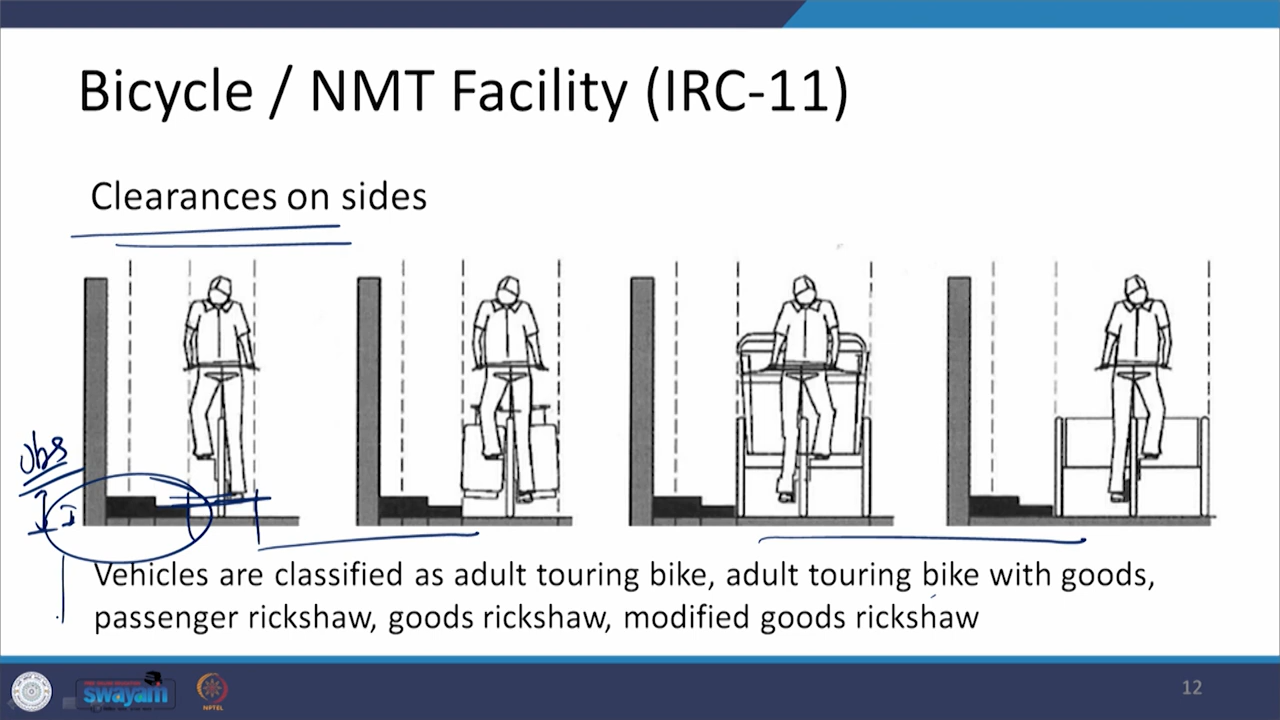 Bicycle / NMT Facility (IRC-11)
Clearances on sides
Obs
Vehicles are classified as adult touring bike, adult touring bike with goods,
passenger rickshaw, goods rickshaw, modified goods rickshaw
swayam
NPTEL
12